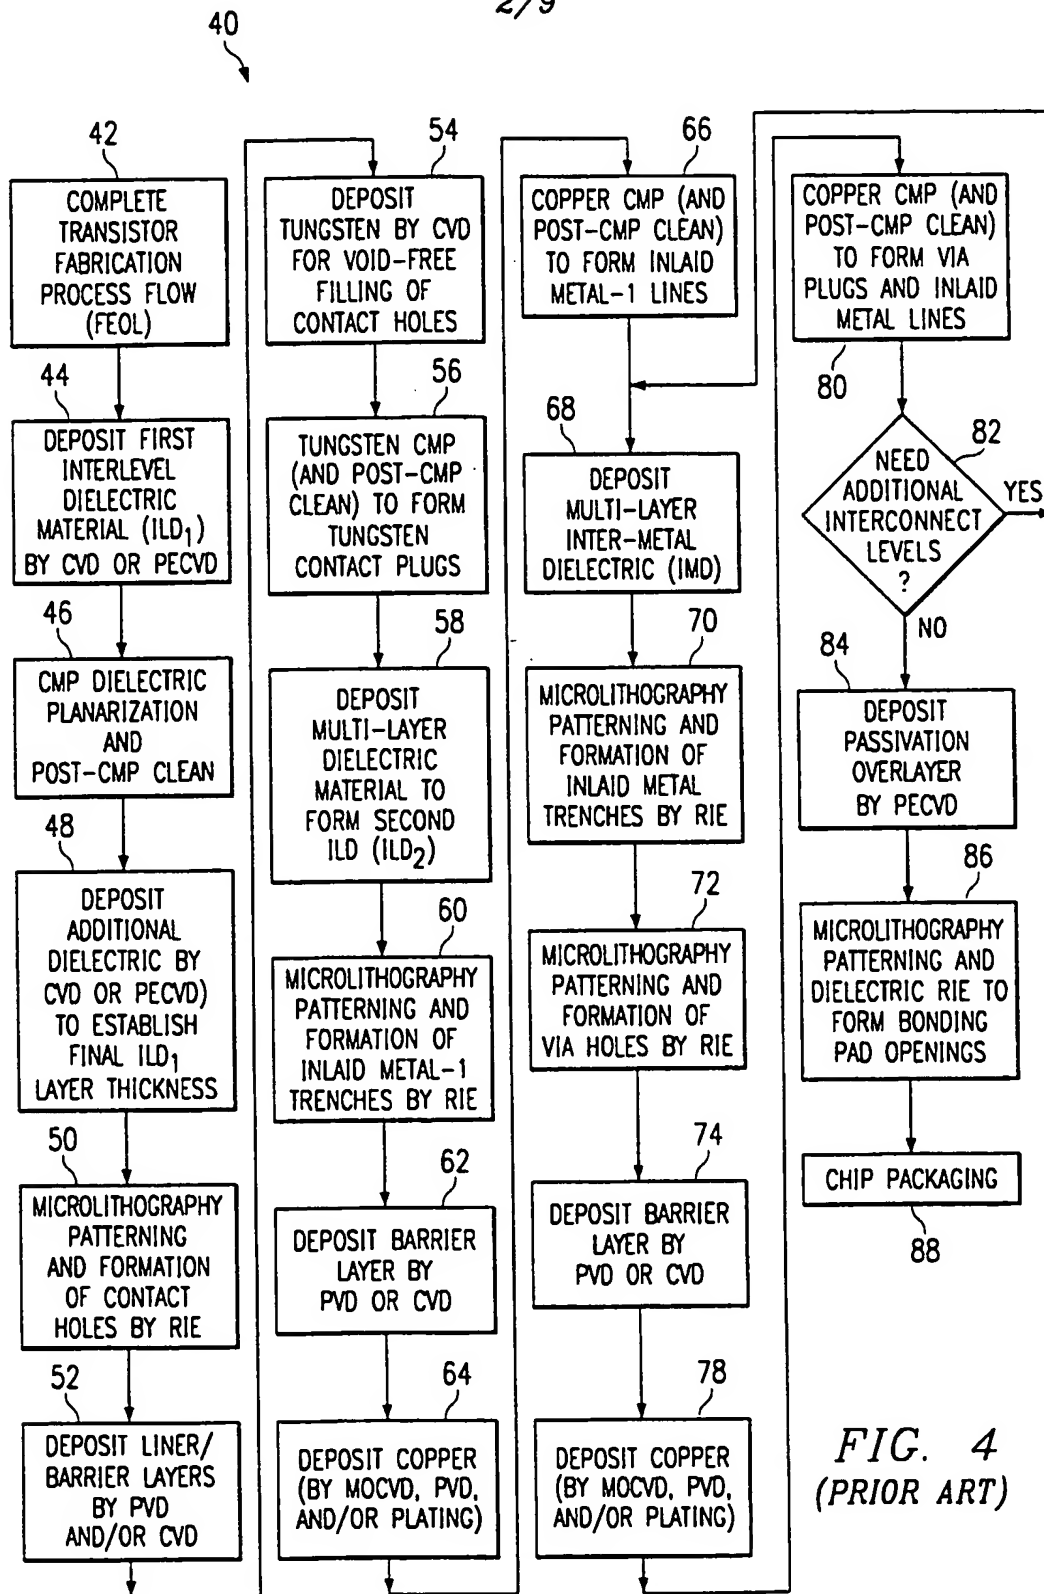 2/9
40
42
COMPLETE
TRANSISTOR
FABRICATION
PROCESS FLOW
(FEOL)
44
DEPOSIT FIRST
INTERLEVEL
DIELECTRIC
MATERIAL (ILD1)
BY CVD OR PECVD
46
CMP DIELECTRIC
PLANARIZATION
AND
POST-CMP CLEAN
48
DEPOSIT
ADDITIONAL
DIELECTRIC BY
CVD OR PECVD)
TO ESTABLISH
FINAL ILD1
LAYER THICKNESS
50
MICROLITHOGRAPHY
PATTERNING
AND FORMATION
OF CONTACT
HOLES BY RIE
52
DEPOSIT LINER/
BARRIER LAYERS
BY PVD
AND/OR CVD
54
DEPOSIT
TUNGSTEN BY CVD
FOR VOID-FREE
FILLING OF
CONTACT HOLES
56
TUNGSTEN CMP
(AND POST-CMP
CLEAN) TO FORM
TUNGSTEN
CONTACT PLUGS
58
DEPOSIT
MULTI-LAYER
DIELECTRIC
MATERIAL TO
FORM SECOND
ILD (ILD2)
60
MICROLITHOGRAPHY
PATTERNING AND
FORMATION OF
INLAID METAL-1
TRENCHES BY RIE
62
DEPOSIT BARRIER
LAYER BY
PVD OR CVD
64
DEPOSIT COPPER
(BY MOCVD, PVD,
AND/OR PLATING)
66
COPPER CMP (AND
POST-CMP CLEAN)
TO FORM INLAID
METAL-1 LINES
68
DEPOSIT
MULTI-LAYER
INTER-METAL
DIELECTRIC (IMD)
70
MICROLITHOGRAPHY
PATTERNING AND
FORMATION OF
INLAID METAL
TRENCHES BY RIE
72
MICROLITHOGRAPHY
PATTERNING AND
FORMATION OF
VIA HOLES BY RIE
74
DEPOSIT BARRIER
LAYER BY
PVD OR CVD
78
DEPOSIT COPPER
(BY MOCVD, PVD,
AND/OR PLATING)
COPPER CMP (AND
POST-CMP CLEAN)
TO FORM VIA
PLUGS AND INLAID
METAL LINES
80
82
NEED
ADDITIONAL
INTERCONNECT
LEVELS
?
YES
NO
84
DEPOSIT
PASSIVATION
OVERLAYER
BY PECVD
86
MICROLITHOGRAPHY
PATTERNING AND
DIELECTRIC RIE TO
FORM BONDING
PAD OPENINGS
CHIP PACKAGING
88
FIG. 4
(PRIOR ART)